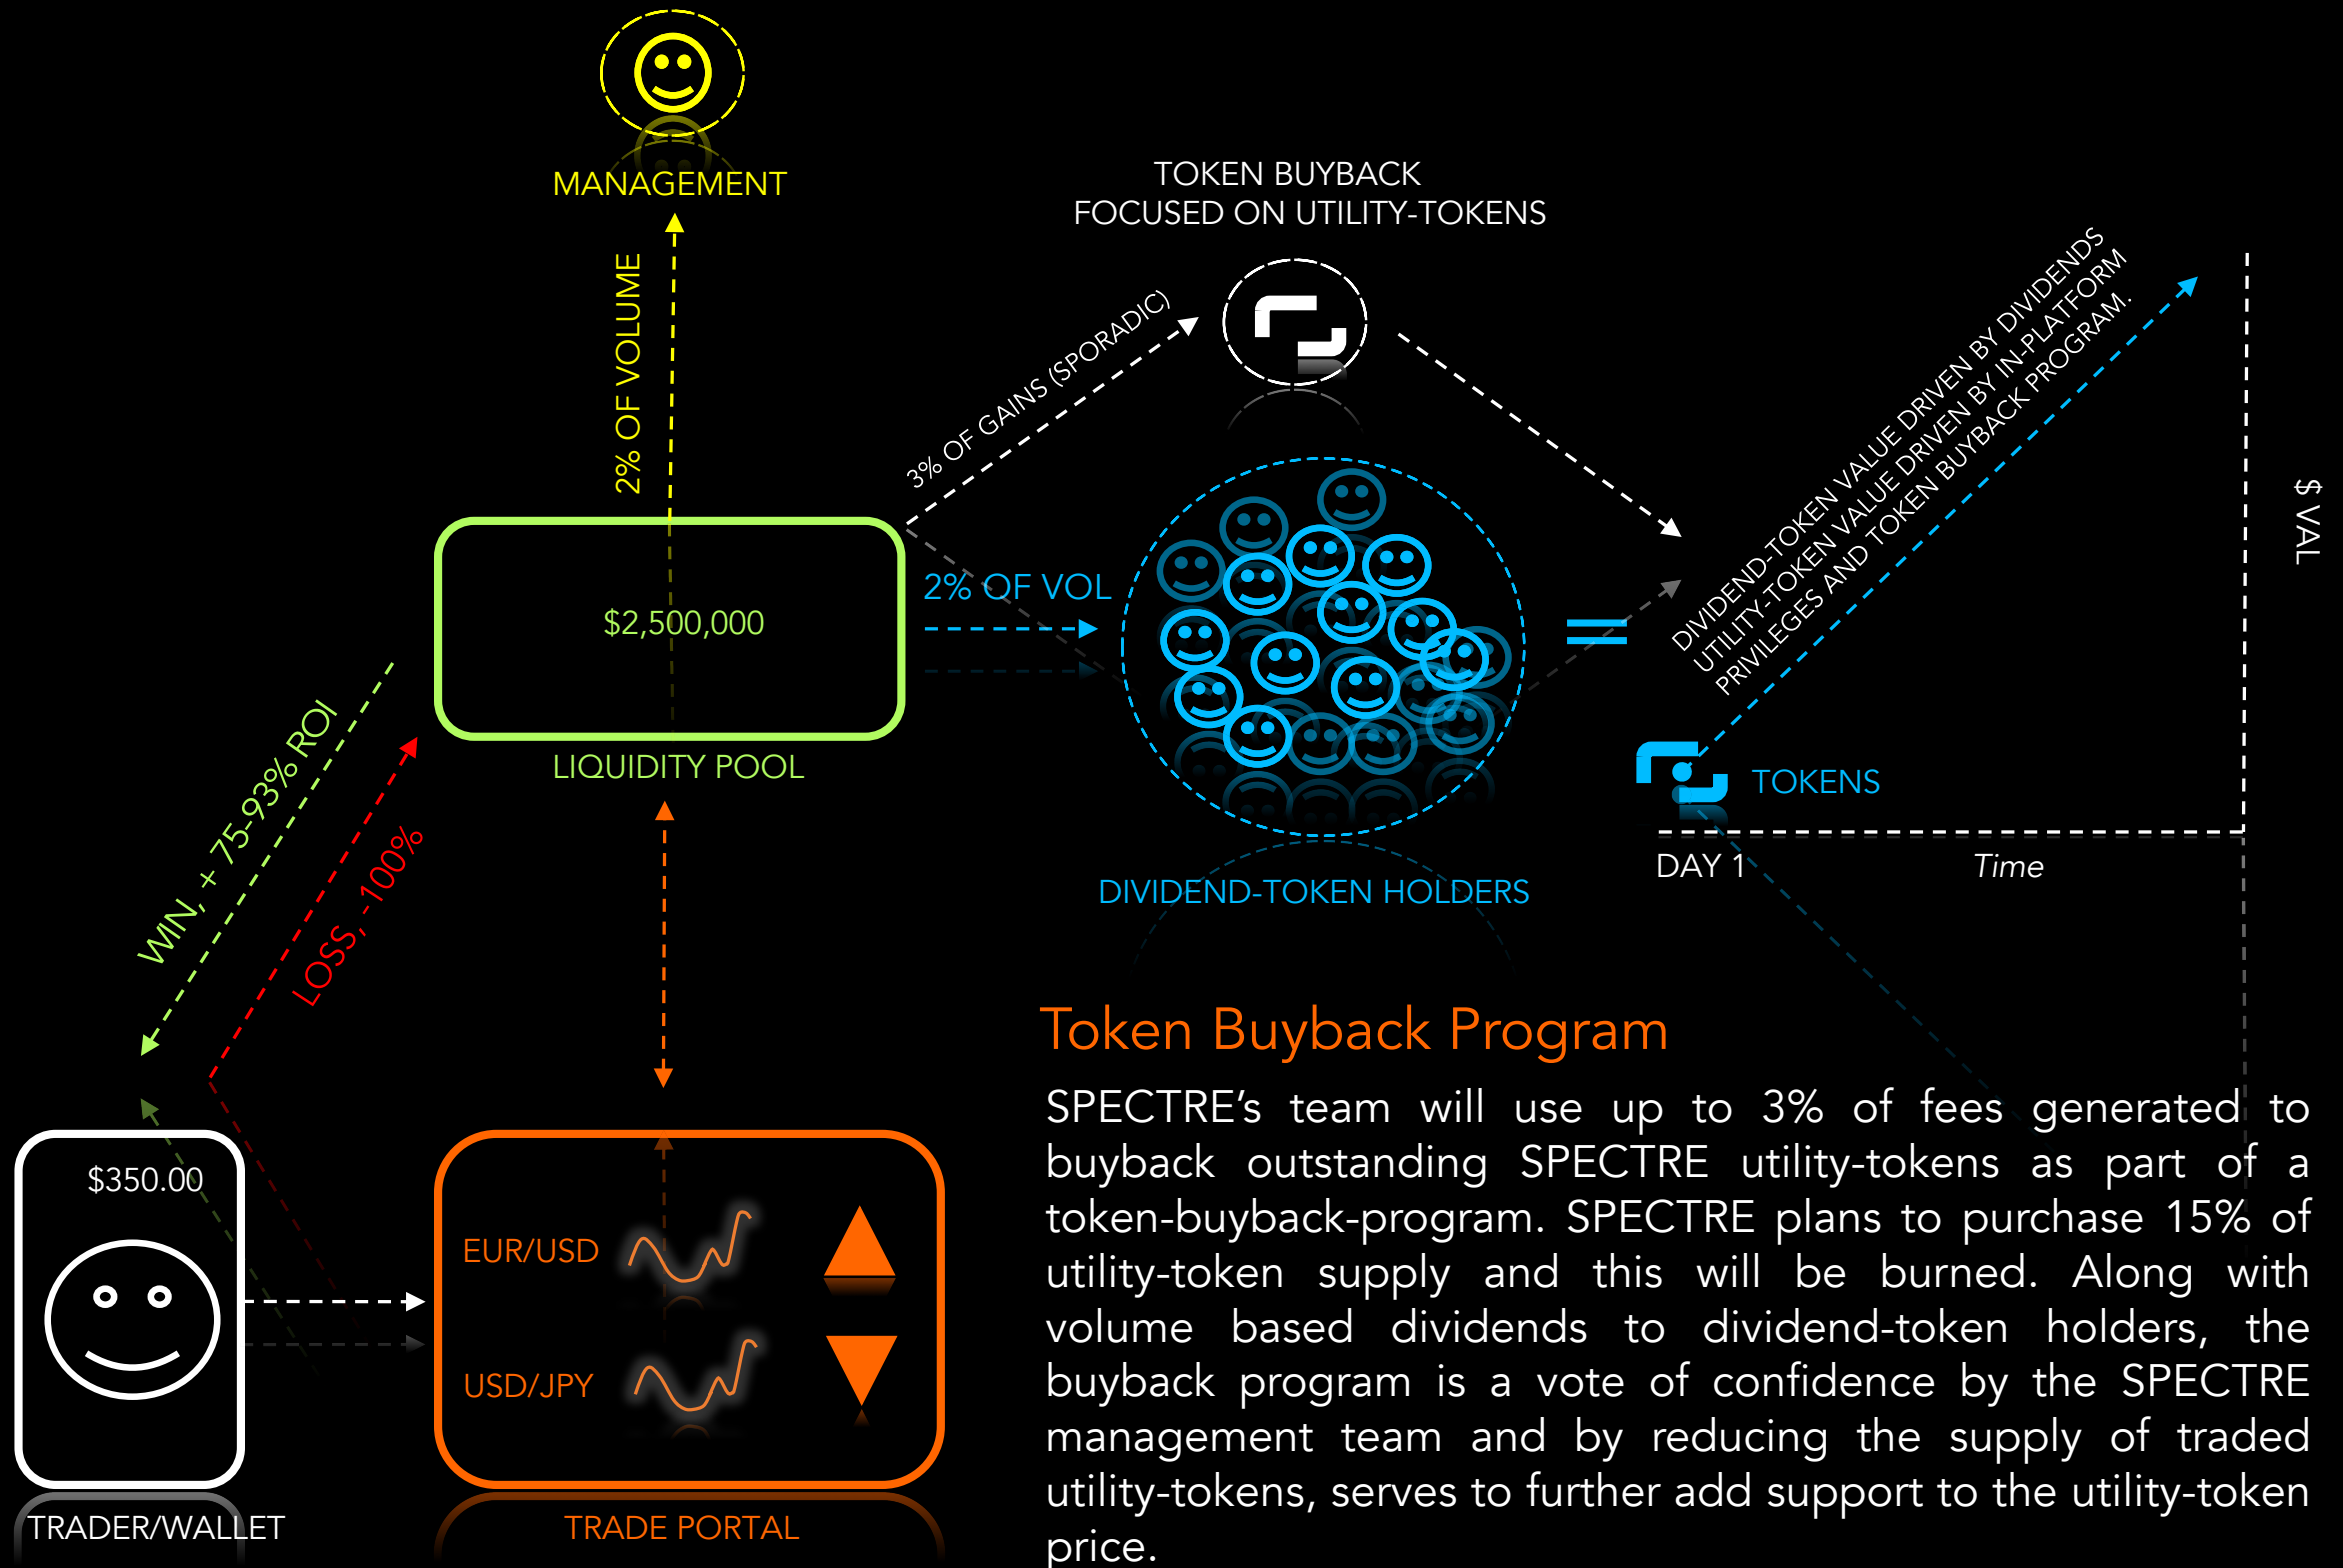 MANAGEMENT
2% OF VOLUME
TOKEN BUYBACK
FOCUSED ON UTILITY-TOKENS
3% OF GAINS (SPORADIC)
DIVIDEND-TOKEN VALUE DRIVEN BY DIVIDENDS
UTILITY-TOKEN VALUE DRIVEN BY IN-PLATFORM
PRIVILEGES AND TOKEN BUYBACK PROGRAM.
$ VAL
$2,500,000
2% OF VOL
LIQUIDITY POOL
=
TOKENS
DAY 1
Time
DIVIDEND-TOKEN HOLDERS
WIN, + 75-93% ROI
LOSS, -100%
$350.00
TRADER/WALLET
EUR/USD
USD/JPY
TRADE PORTAL
Token Buyback Program
SPECTRE’s team will use up to 3% of fees generated to
buyback outstanding SPECTRE utility-tokens as part of a
token-buyback-program. SPECTRE plans to purchase 15% of
utility-token supply and this will be burned. Along with
volume based dividends to dividend-token holders, the
buyback program is a vote of confidence by the SPECTRE
management team and by reducing the supply of traded
utility-tokens, serves to further add support to the utility-token
price.